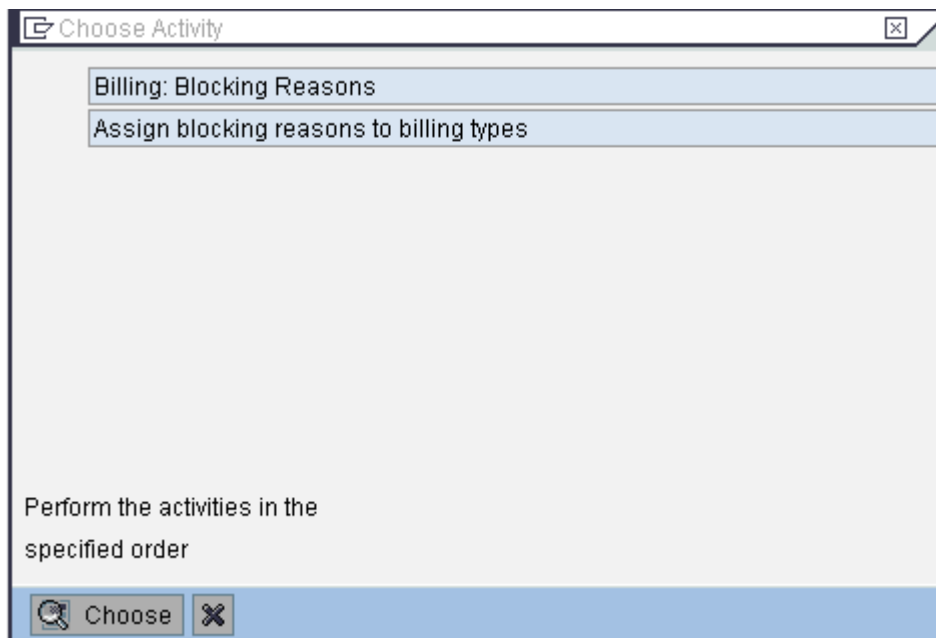 Choose Activity
Billing: Blocking Reasons
Assign blocking reasons to billing types
Perform the activities in the
specified order
Choose